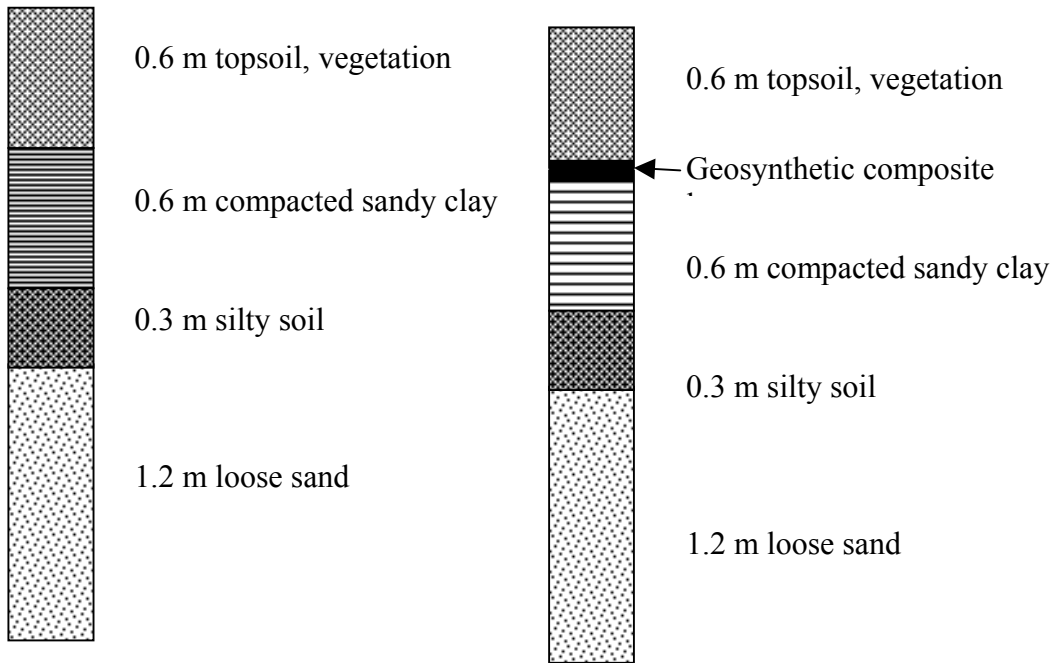 0.6 m topsoil, vegetation
0.6 m compacted sandy clay
0.3 m silty soil
1.2 m loose sand
0.6 m topsoil, vegetation
Geosynthetic composite
0.6 m compacted sandy clay
0.3 m silty soil
1.2 m loose sand